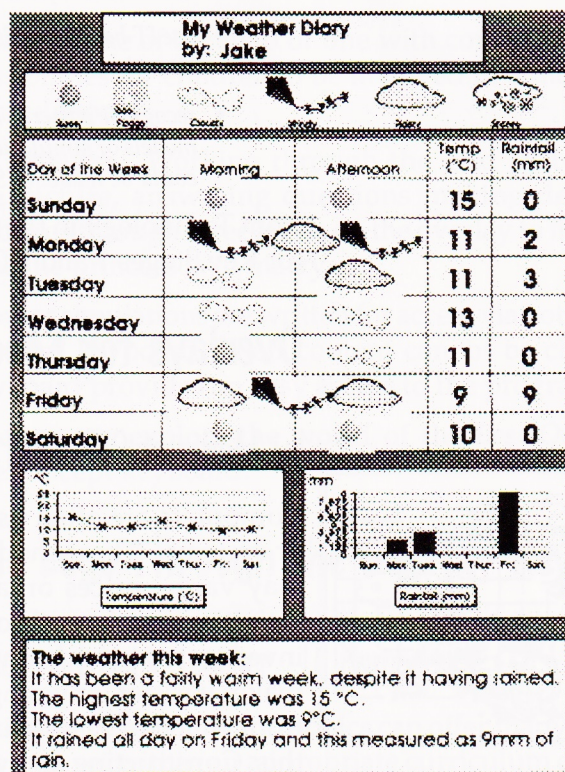 My Weather Diary
by: Jake
Sunny Foggy Cloudy Windy Rainy Snowy
Day of the Week Morning Afternoon Temp (°C) Rainfall (mm)
Sunday 15 0
Monday 11 2
Tuesday 11 3
Wednesday 13 0
Thursday 11 0
Friday 9 9
Saturday 10 0
°C
Sun. Mon. Tues. Wed. Thur. Fri. Sat.
Temperature (°C)
mm
Sun. Mon. Tues. Wed. Thur. Fri. Sat.
Rainfall (mm)
The weather this week:
It has been a fairly warm week, despite it having rained.
The highest temperature was 15 °C.
The lowest temperature was 9°C.
It rained all day on Friday and this measured as 9mm of
rain.